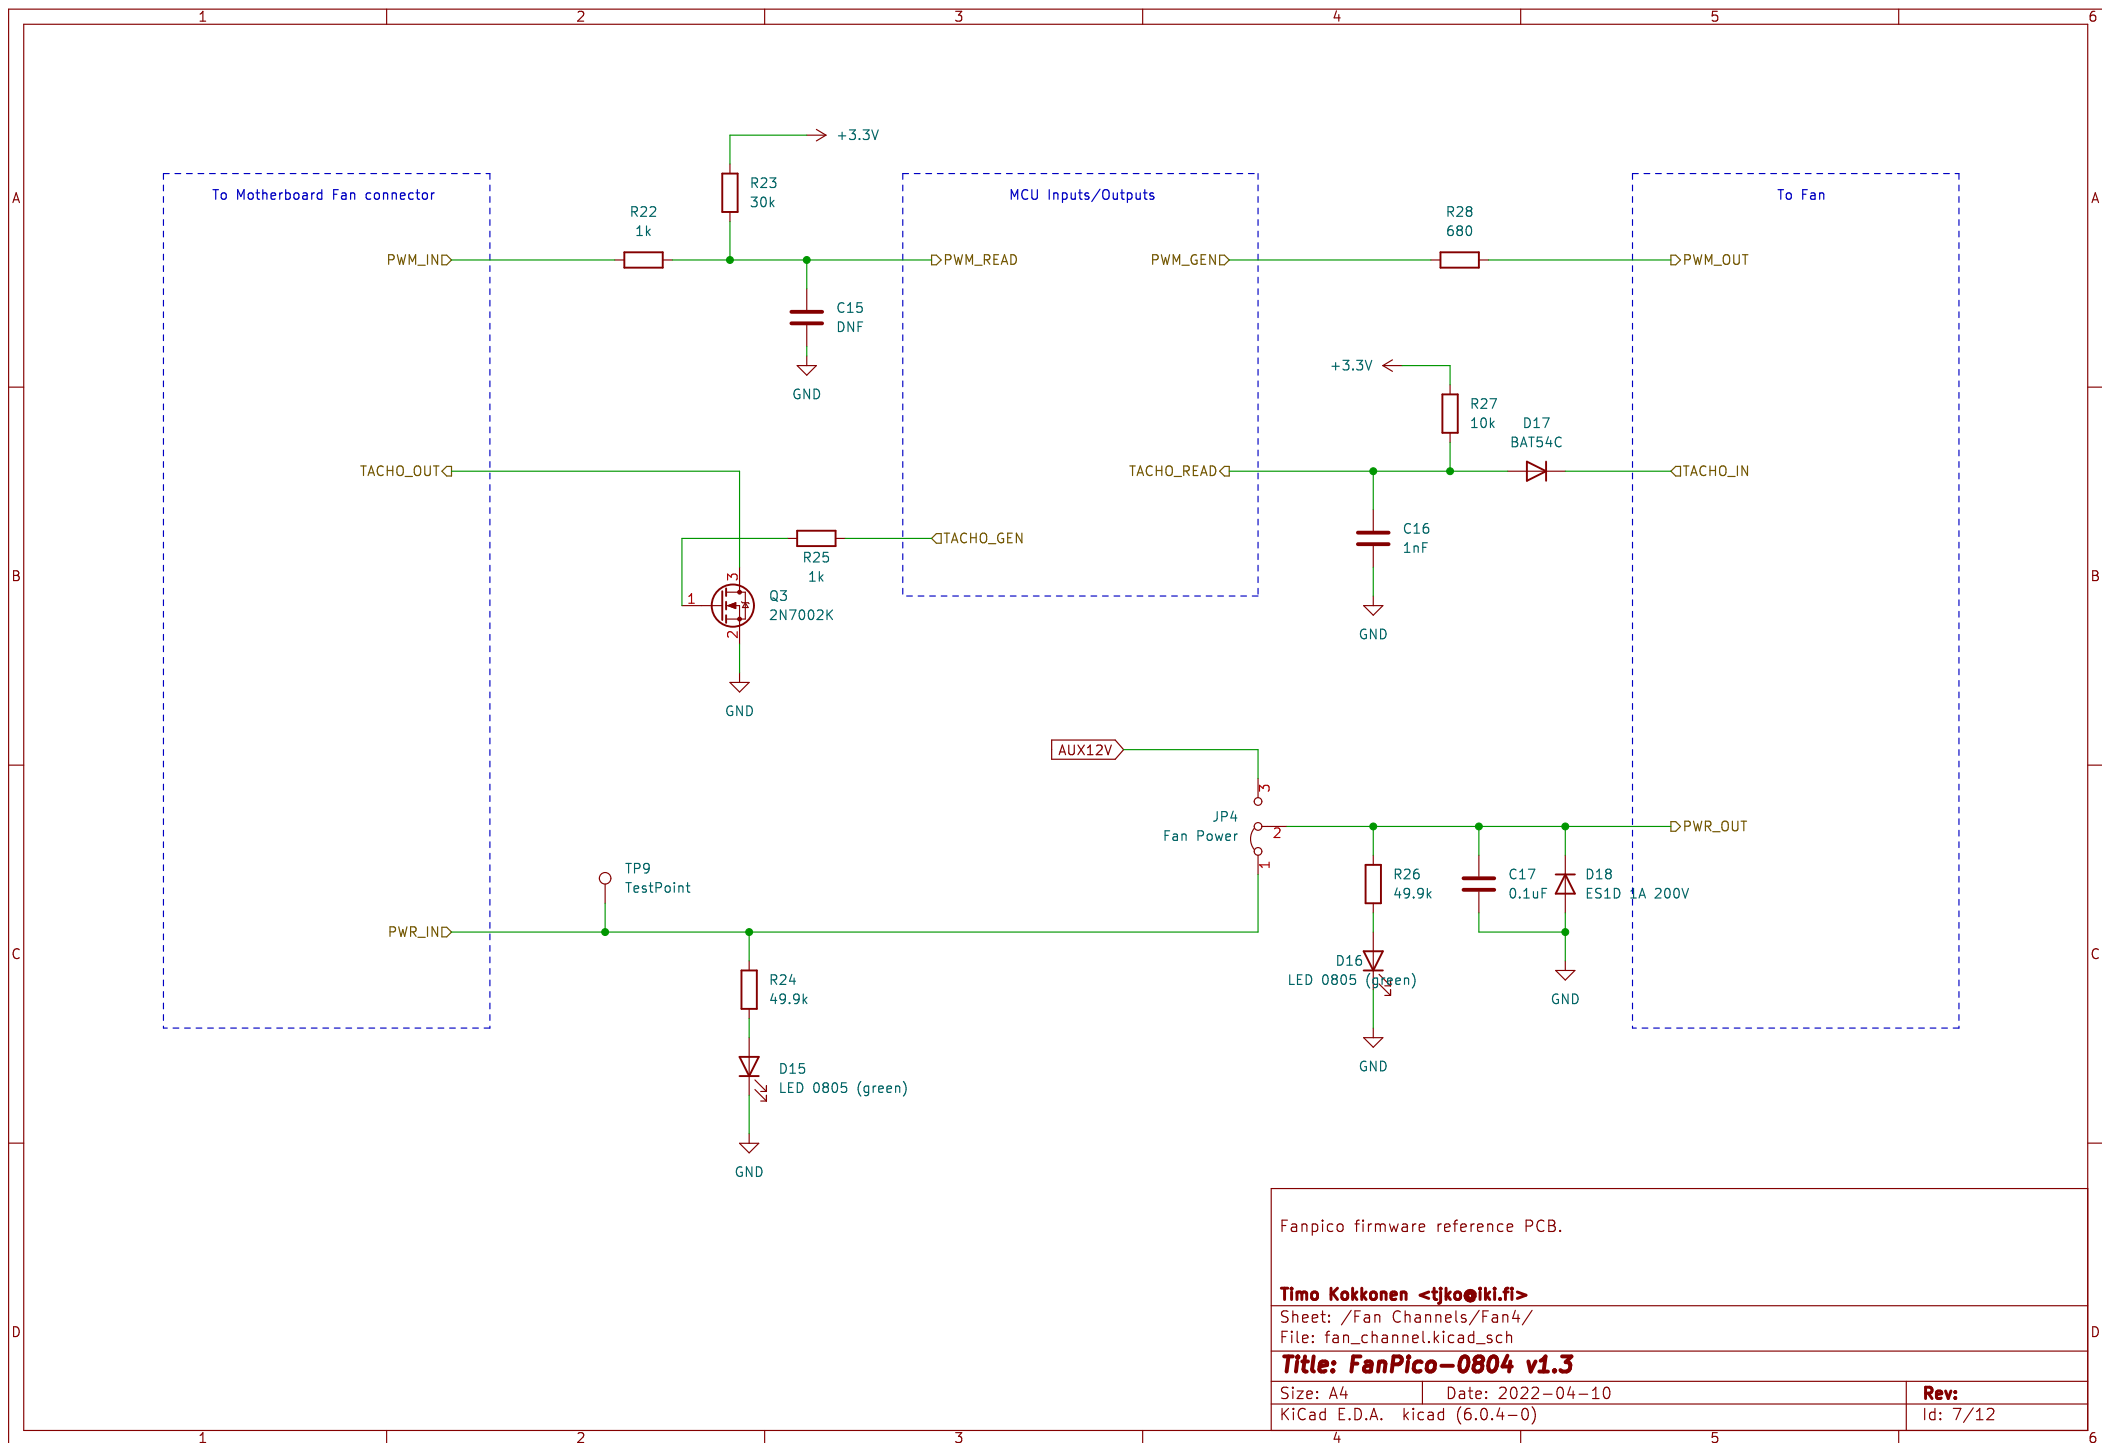 1 2 3 4 5 6
A
B
C
D
A
B
C
D
To Motherboard Fan connector
MCU Inputs/Outputs
To Fan
+3.3V
R23
30k
R22
1k
PWM_IN
PWM_READ
C15
DNF
GND
PWM_GEN
R28
680
PWM_OUT
+3.3V
R27
10k
D17
BAT54C
TACHO_OUT
TACHO_READ
TACHO_IN
C16
1nF
GND
TACHO_GEN
R25
1k
3
1
2
Q3
2N7002K
GND
AUX12V
3
JP4
Fan Power
2
1
PWR_OUT
TP9
TestPoint
PWR_IN
R26
49.9k
C17
0.1uF
D18
ES1D 1A 200V
D16
LED 0805 (green)
GND
GND
R24
49.9k
D15
LED 0805 (green)
GND
Fanpico firmware reference PCB.
Timo Kokkonen <tjko@iki.fi>
Sheet: /Fan Channels/Fan4/
File: fan_channel.kicad_sch
Title: FanPico-0804 v1.3
Size: A4 Date: 2022-04-10 Rev:
KiCad E.D.A. kicad (6.0.4-0) Id: 7/12
1 2 3 4 5 6